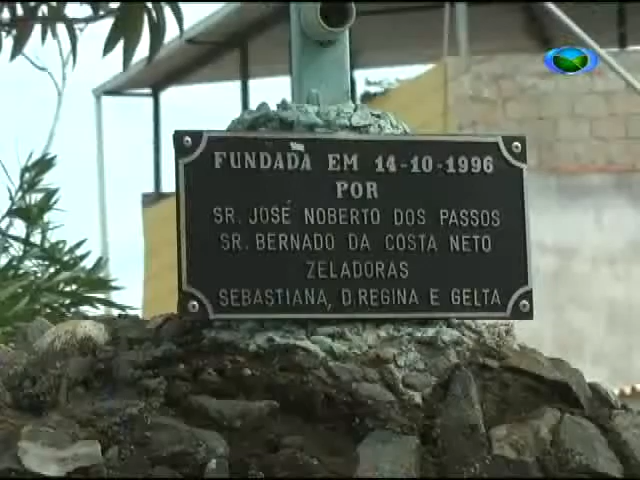 FUNDADA EM 14-10-1996
POR
SR. JOSÉ NOBERTO DOS PASSOS
SR. BERNADO DA COSTA NETO
ZELADORAS
SEBASTIANA, D.REGINA E GELTA